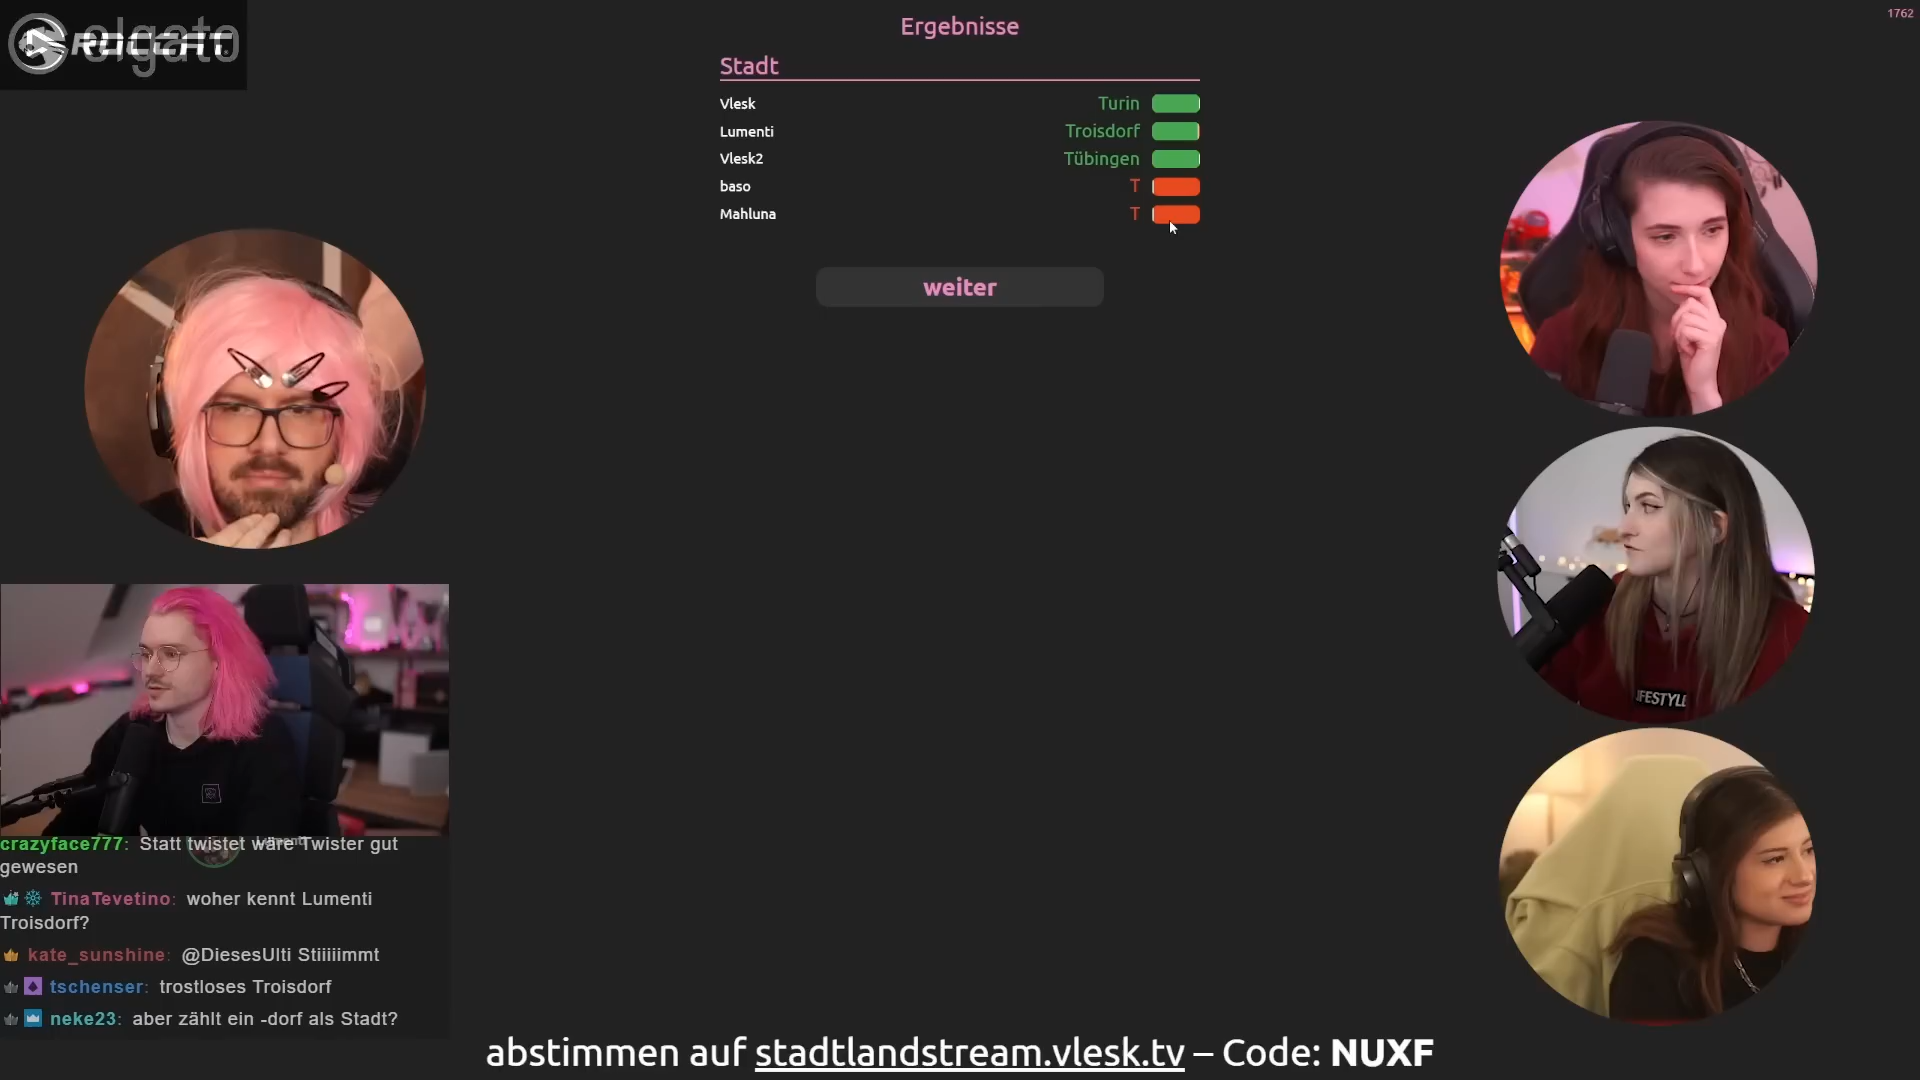 elgato
Ergebnisse
1762
Stadt
Vlesk Turin
Lumenti Troisdorf
Vlesk2 Tübingen
baso T
Mahluna T
weiter
IFESTYLE
crazyface777: Statt twistet wäre Twister gut
gewesen
TinaTevetino: woher kennt Lumenti
Troisdorf?
kate_sunshine: @DiesesUlti Stiiiiimmt
tschenser: trostloses Troisdorf
neke23: aber zählt ein -dorf als Stadt?
abstimmen auf stadtlandstream.vlesk.tv – Code: NUXF